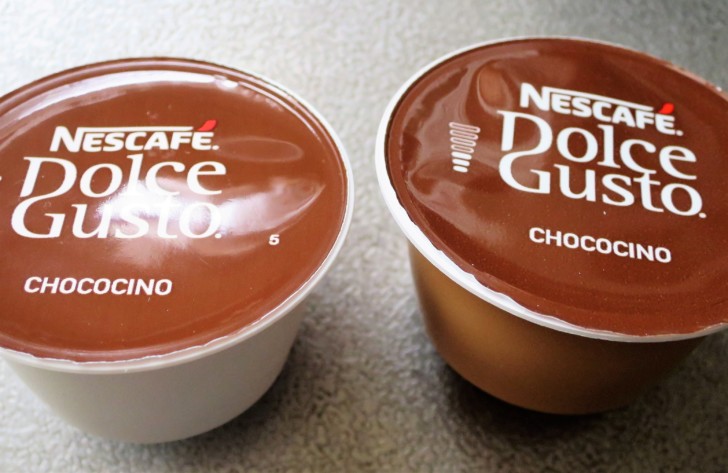 NESCAFÉ.
Dolce
Gusto.
5
CHOCOCINO
NESCAFÉ.
Dolce
Gusto.
CHOCOCINO